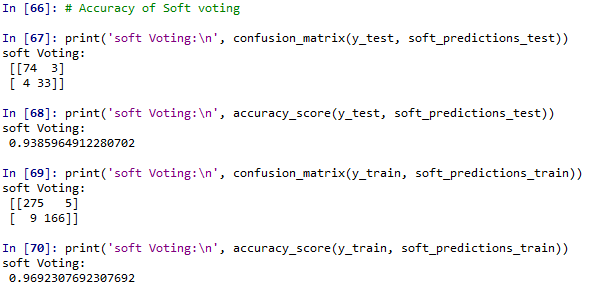 In [66]: # Accuracy of Soft voting
In [67]: print('soft Voting:\n', confusion_matrix(y_test, soft_predictions_test))
soft Voting:
[[74  3]
[ 4 33]]
In [68]: print('soft Voting:\n', accuracy_score(y_test, soft_predictions_test))
soft Voting:
0.9385964912280702
In [69]: print('soft Voting:\n', confusion_matrix(y_train, soft_predictions_train))
soft Voting:
[[275   5]
[  9 166]]
In [70]: print('soft Voting:\n', accuracy_score(y_train, soft_predictions_train))
soft Voting:
0.9692307692307692